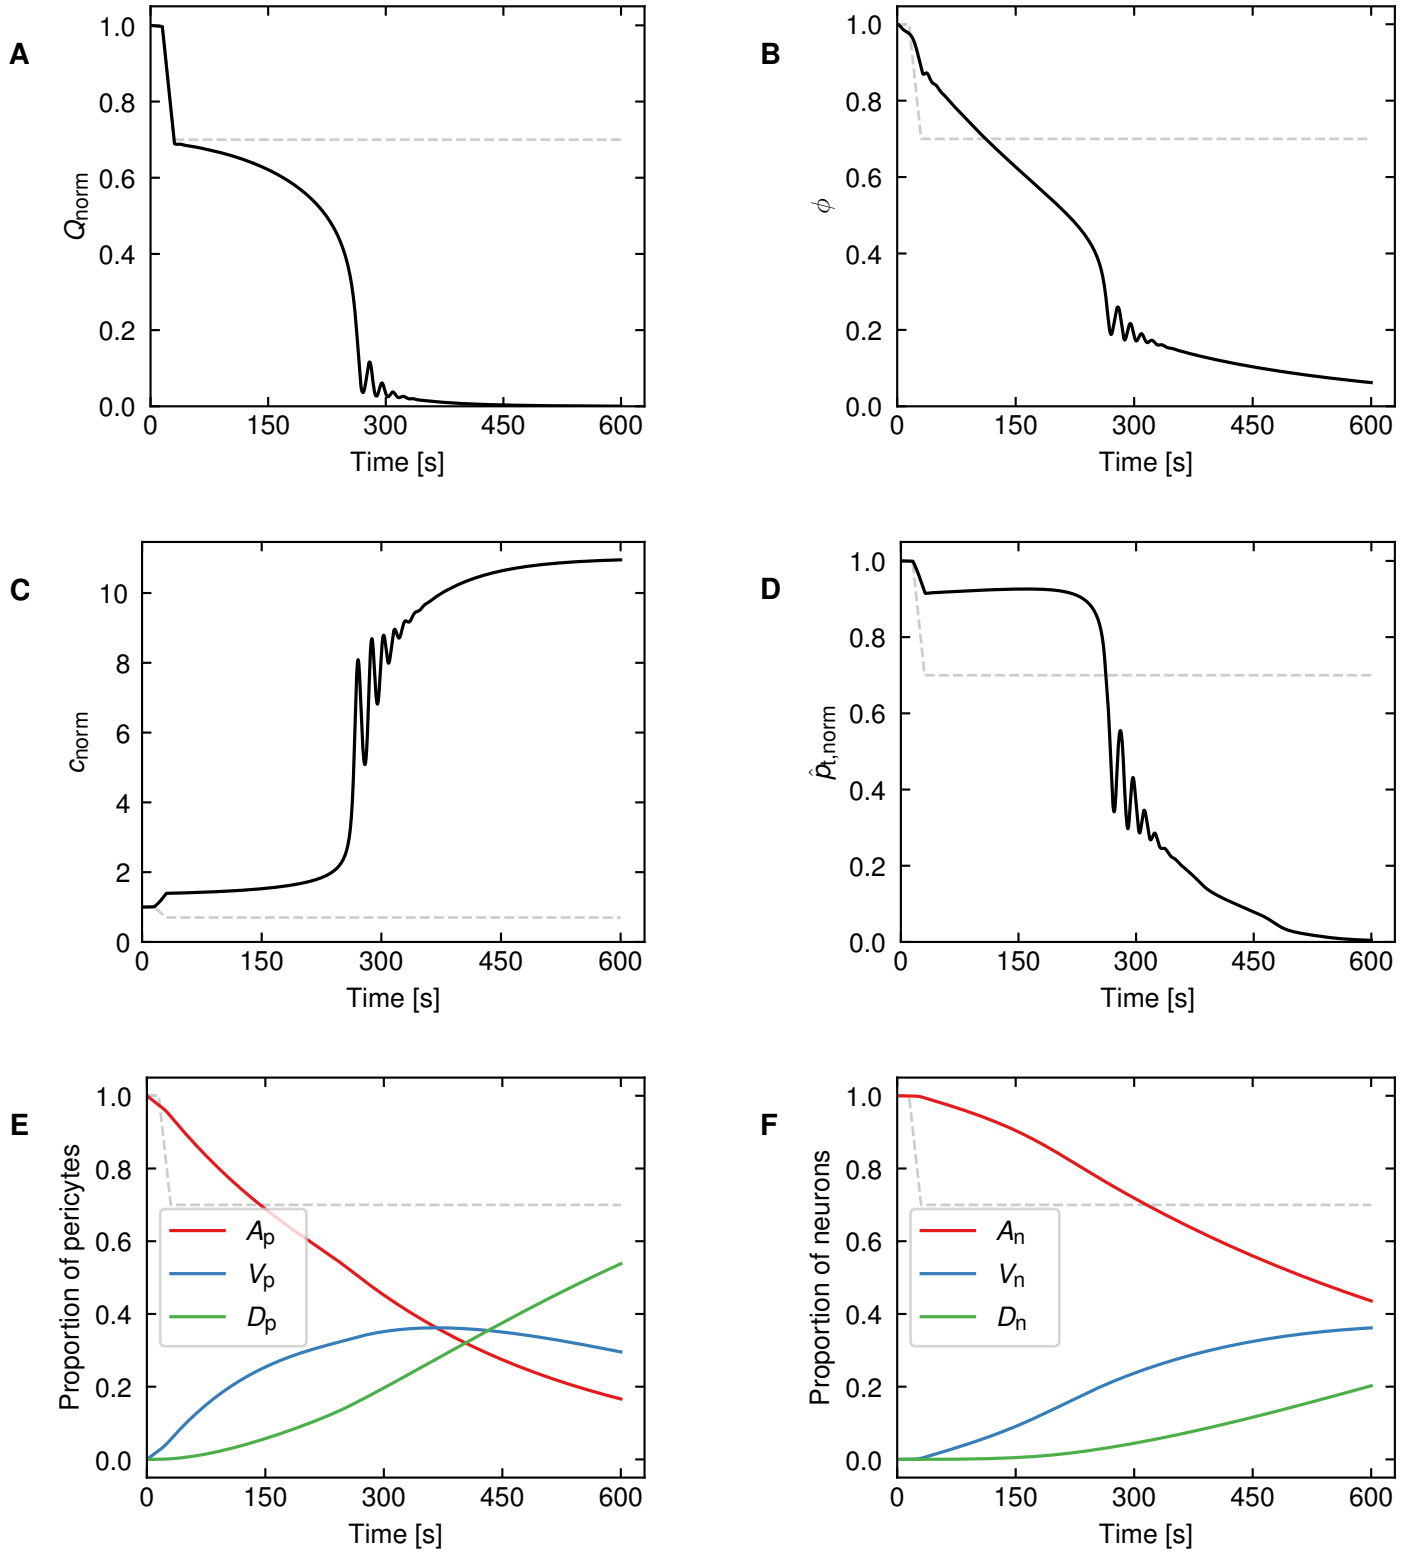 A
1.0
0.8
0.6
0.4
0.2
0.0
Qnorm
0 150 300 450 600
Time [s]
B
1.0
0.8
0.6
0.4
0.2
0.0
ϕ
0 150 300 450 600
Time [s]
C
10
8
6
4
2
0
cnorm
0 150 300 450 600
Time [s]
D
1.0
0.8
0.6
0.4
0.2
0.0
p̂t,norm
0 150 300 450 600
Time [s]
E
1.0
0.8
0.6
0.4
0.2
0.0
Proportion of pericytes
Ap
Vp
Dp
0 150 300 450 600
Time [s]
F
1.0
0.8
0.6
0.4
0.2
0.0
Proportion of neurons
An
Vn
Dn
0 150 300 450 600
Time [s]